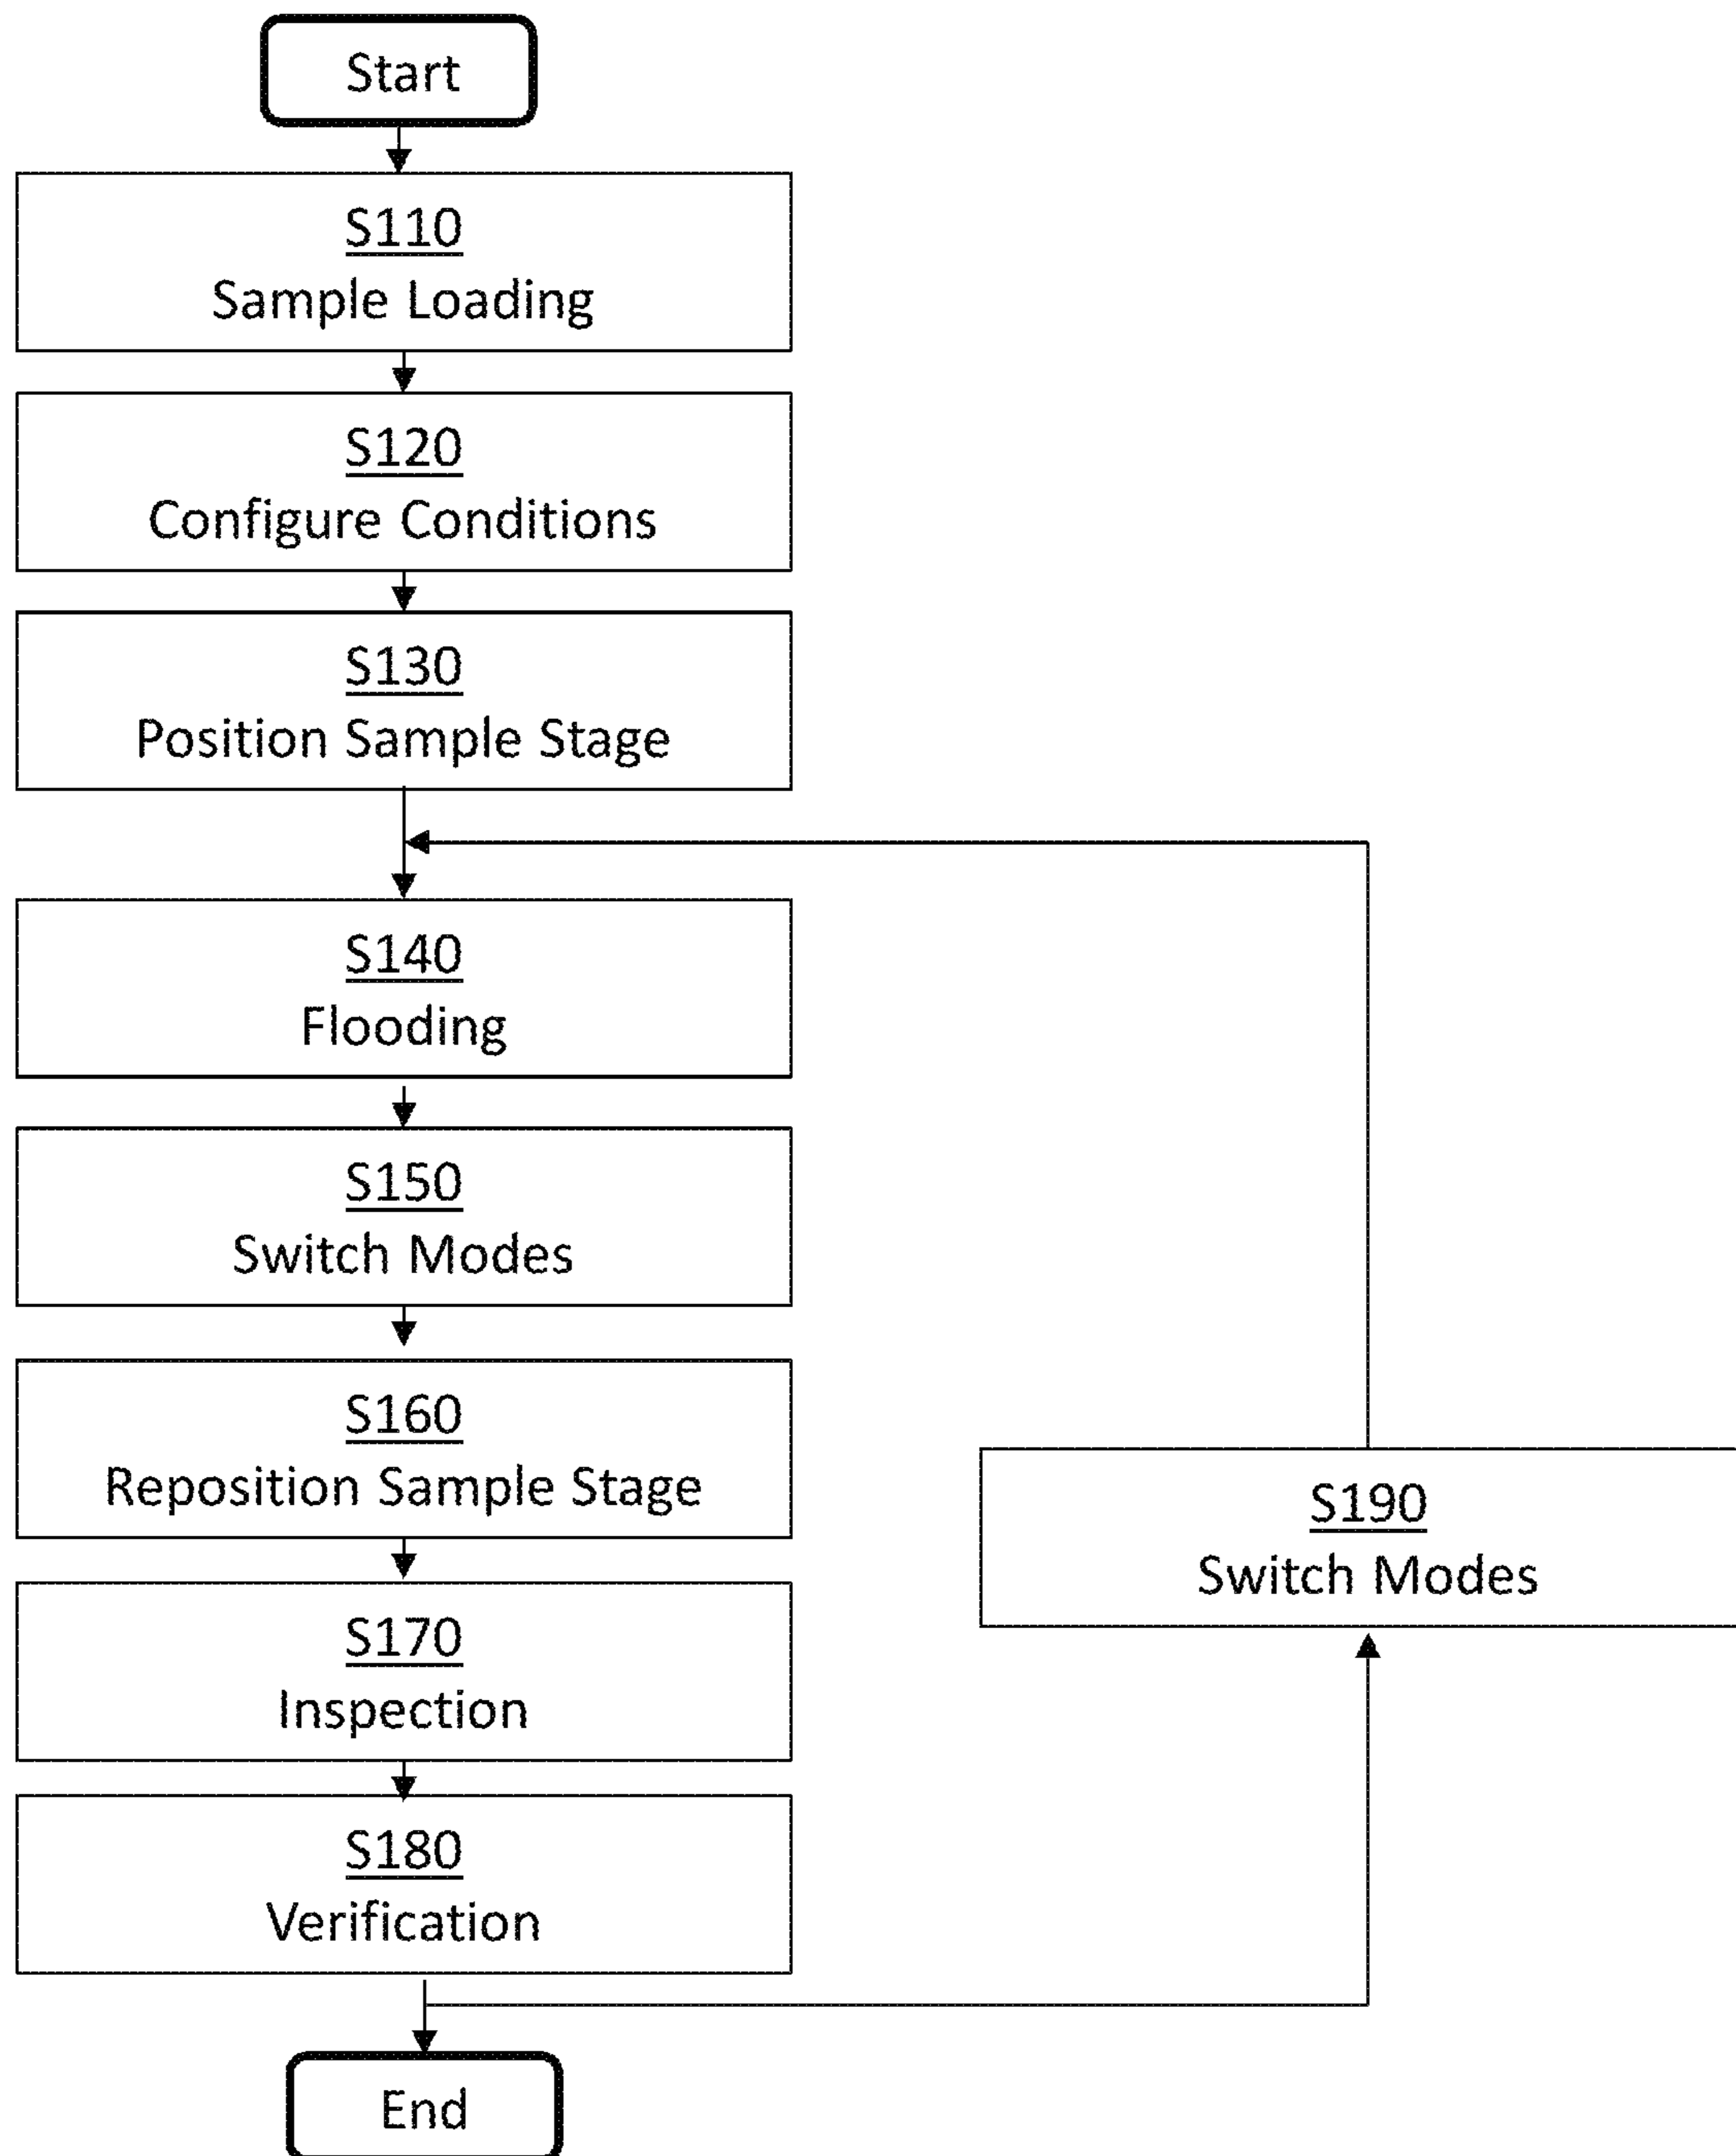 Start
S110
Sample Loading
S120
Configure Conditions
S130
Position Sample Stage
S140
Flooding
S150
Switch Modes
S160
Reposition Sample Stage
S170
Inspection
S180
Verification
S190
Switch Modes
End